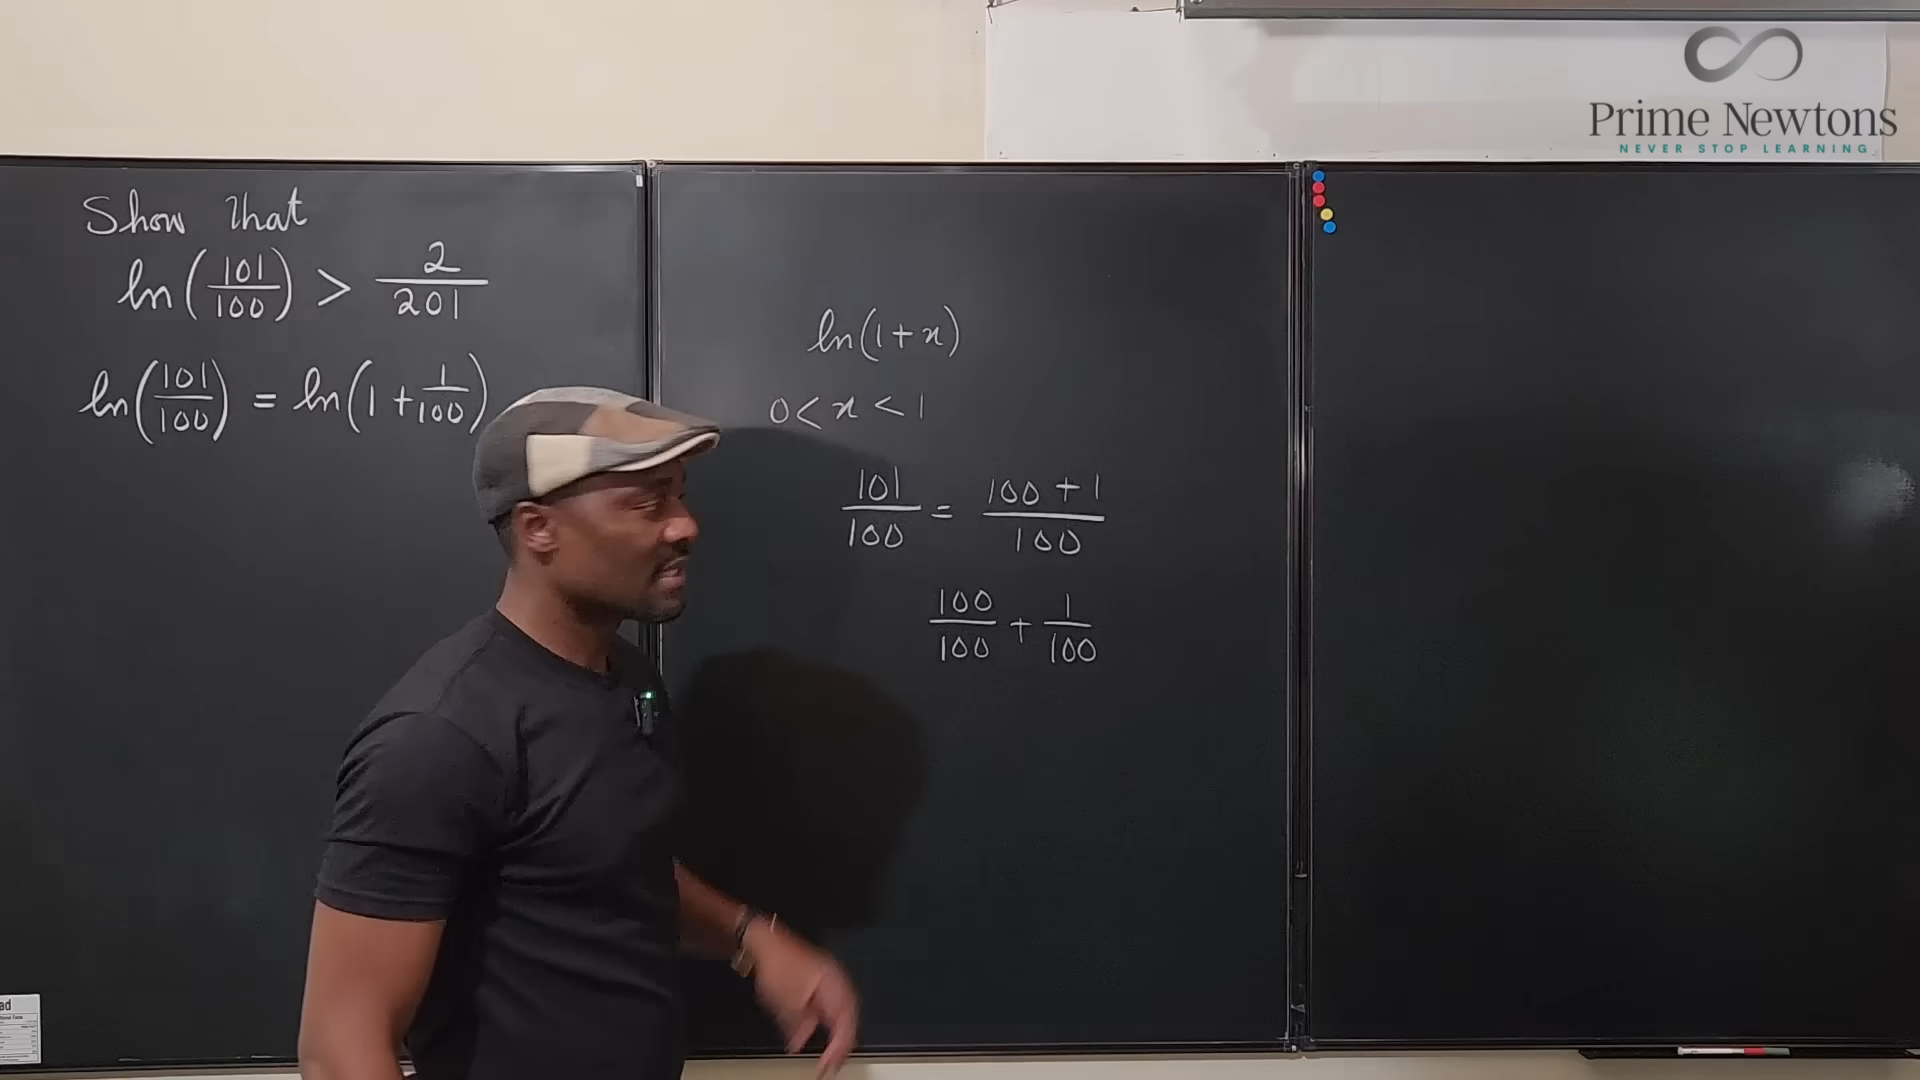 Show that
ln(101/100) > 2/201
ln(101/100) = ln(1 + 1/100)
ln(1+x)
0 < x < 1
101/100 = (100 + 1)/100
100/100 + 1/100
Prime Newtons
NEVER STOP LEARNING
ad